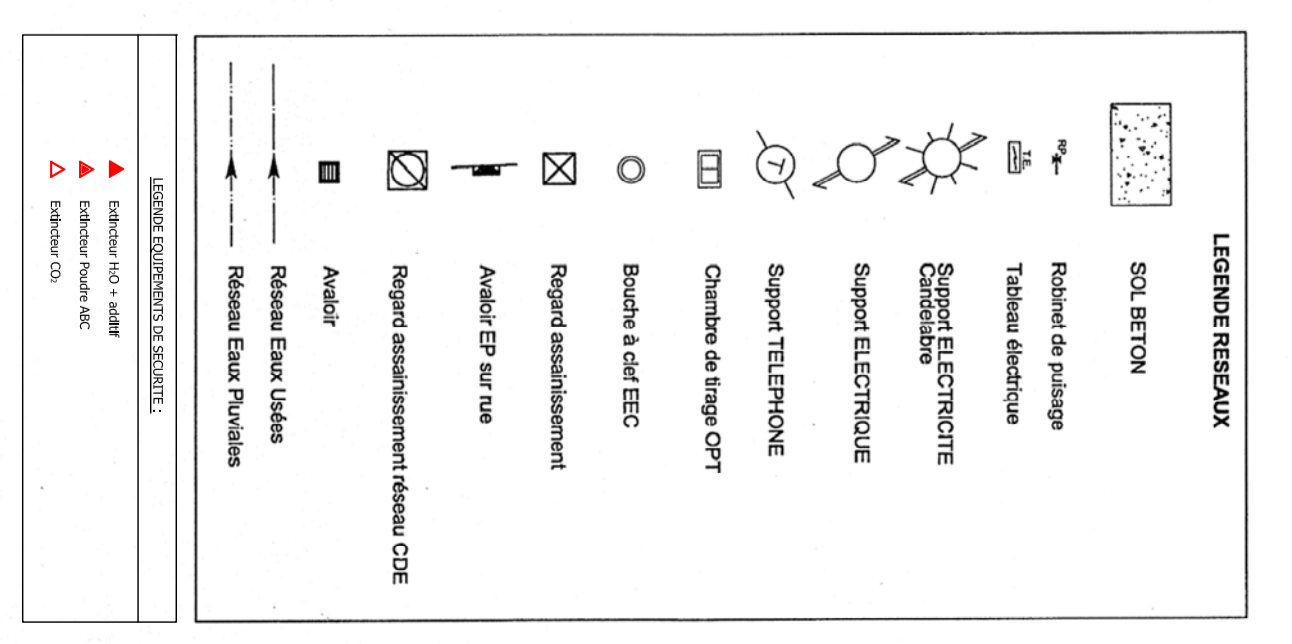 LEGENDE RESEAUX
SOL BETON
RP
Robinet de puisage
T.E.
Tableau électrique
Support ELECTRICITE
Candelabre
Support ELECTRIQUE
T
Support TELEPHONE
Chambre de tirage OPT
Bouche à clef EEC
Regard assainissement
Avaloir EP sur rue
Regard assainissement réseau CDE
Avaloir
Réseau Eaux Usées
Réseau Eaux Pluviales
LEGENDE EQUIPEMENTS DE SECURITE :
Extincteur H2O + additif
Extincteur Poudre ABC
Extincteur CO2